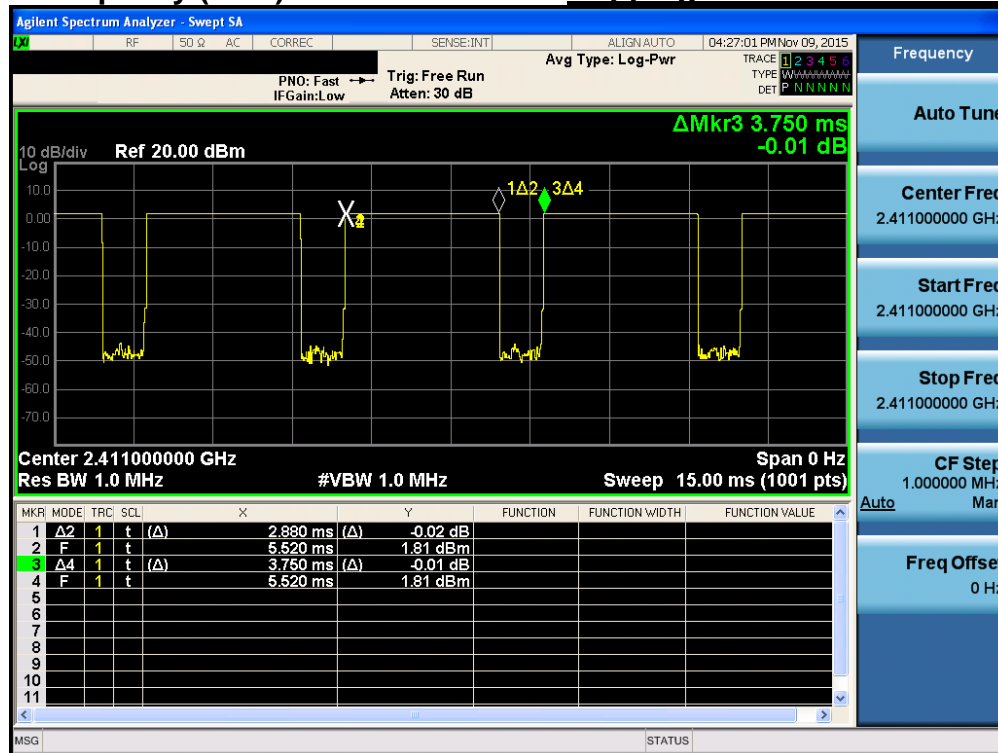 Agilent Spectrum Analyzer - Swept SA
LXI RF 50 Ω AC CORREC SENSE:INT ALIGN AUTO 04:27:01 PM Nov 09, 2015
PNO: Fast
IFGain:Low
Trig: Free Run
Atten: 30 dB
Avg Type: Log-Pwr
TRACE 1 2 3 4 5 6
TYPE
DET P N N N N N
ΔMkr3 3.750 ms
-0.01 dB
10 dB/div Ref 20.00 dBm
Log
10.0
0.00
-10.0
-20.0
-30.0
-40.0
-50.0
-60.0
-70.0
1Δ2 3Δ4
X
Center 2.411000000 GHz Span 0 Hz
Res BW 1.0 MHz #VBW 1.0 MHz Sweep 15.00 ms (1001 pts)
MKR MODE TRC SCL X Y FUNCTION FUNCTION WIDTH FUNCTION VALUE
1 Δ2 1 t (Δ) 2.880 ms (Δ) -0.02 dB
2 F 1 t 5.520 ms 1.81 dBm
3 Δ4 1 t (Δ) 3.750 ms (Δ) -0.01 dB
4 F 1 t 5.520 ms 1.81 dBm
5
6
7
8
9
10
11
MSG STATUS
Frequency
Auto Tune
Center Freq
2.411000000 GHz
Start Freq
2.411000000 GHz
Stop Freq
2.411000000 GHz
CF Step
1.000000 MHz
Auto Man
Freq Offset
0 Hz